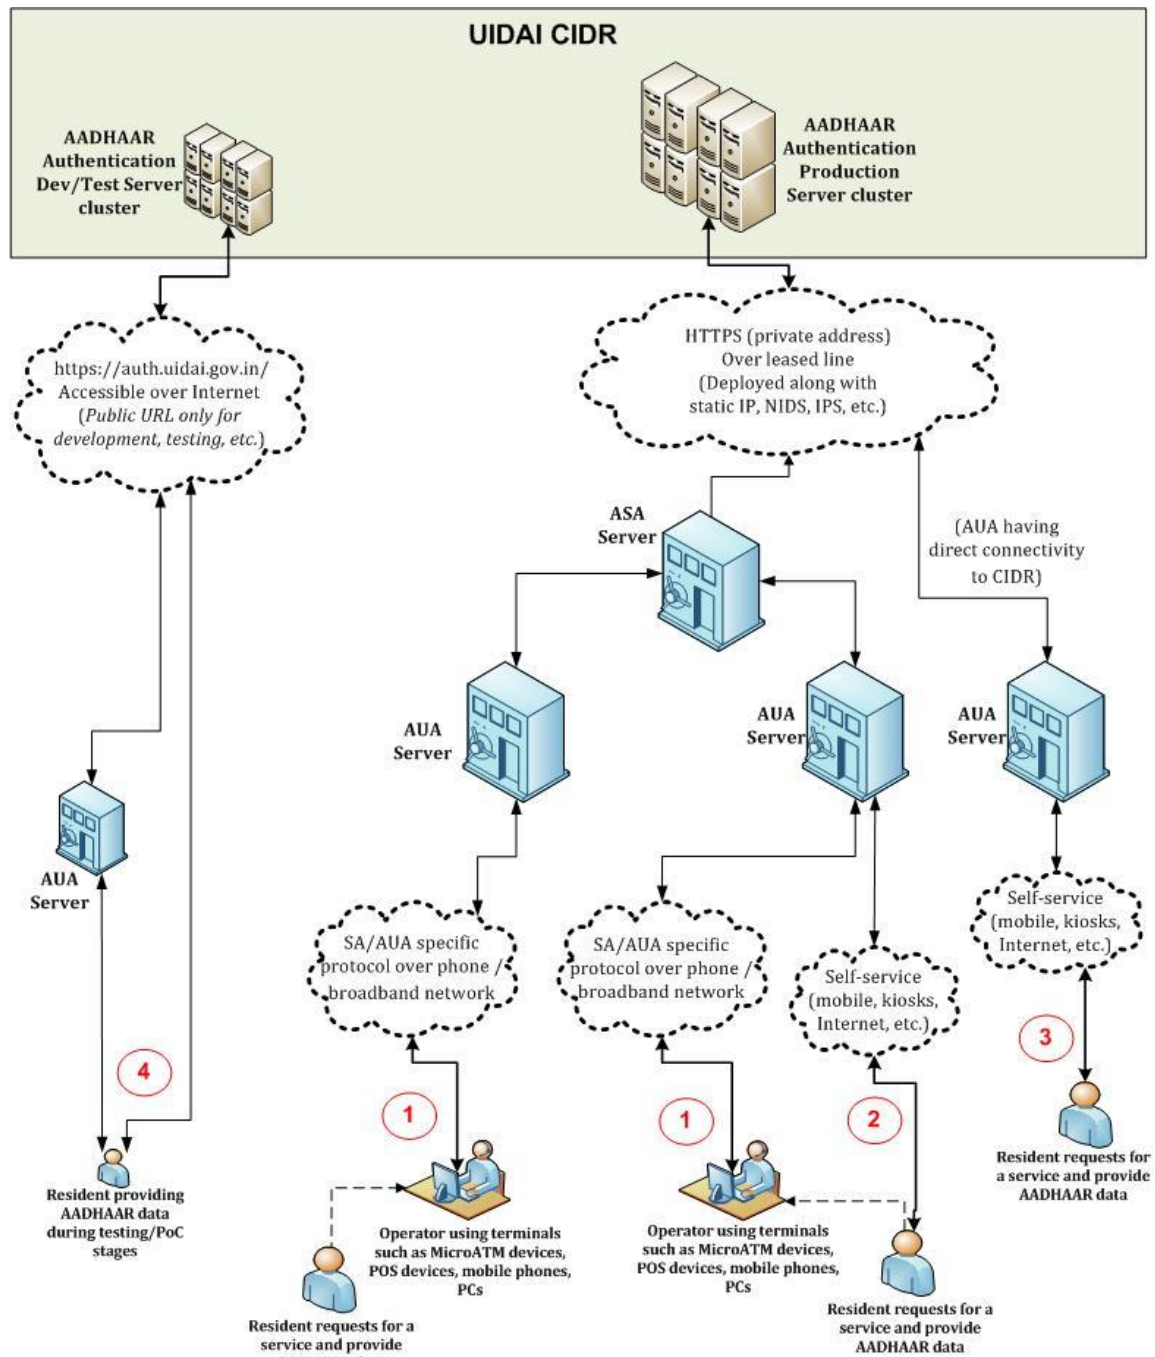 UIDAI CIDR
AADHAAR
Authentication
Dev/Test Server
cluster
AADHAAR
Authentication
Production
Server cluster
https://auth.uidai.gov.in/
Accessible over Internet
(Public URL only for
development, testing, etc.)
HTTPS (private address)
Over leased line
(Deployed along with
static IP, NIDS, IPS, etc.)
ASA
Server
(AUA having
direct connectivity
to CIDR)
AUA
Server
AUA
Server
AUA
Server
AUA
Server
SA/AUA specific
protocol over phone /
broadband network
SA/AUA specific
protocol over phone /
broadband network
Self-service
(mobile, kiosks,
Internet, etc.)
Self-service
(mobile, kiosks,
Internet, etc.)
4
1
1
2
3
Resident providing
AADHAAR data
during testing/PoC
stages
Operator using terminals
such as MicroATM devices,
POS devices, mobile phones,
PCs
Operator using terminals
such as MicroATM devices,
POS devices, mobile phones,
PCs
Resident requests for
a service and provide
AADHAAR data
Resident requests for a
service and provide
Resident requests for a
service and provide
AADHAAR data